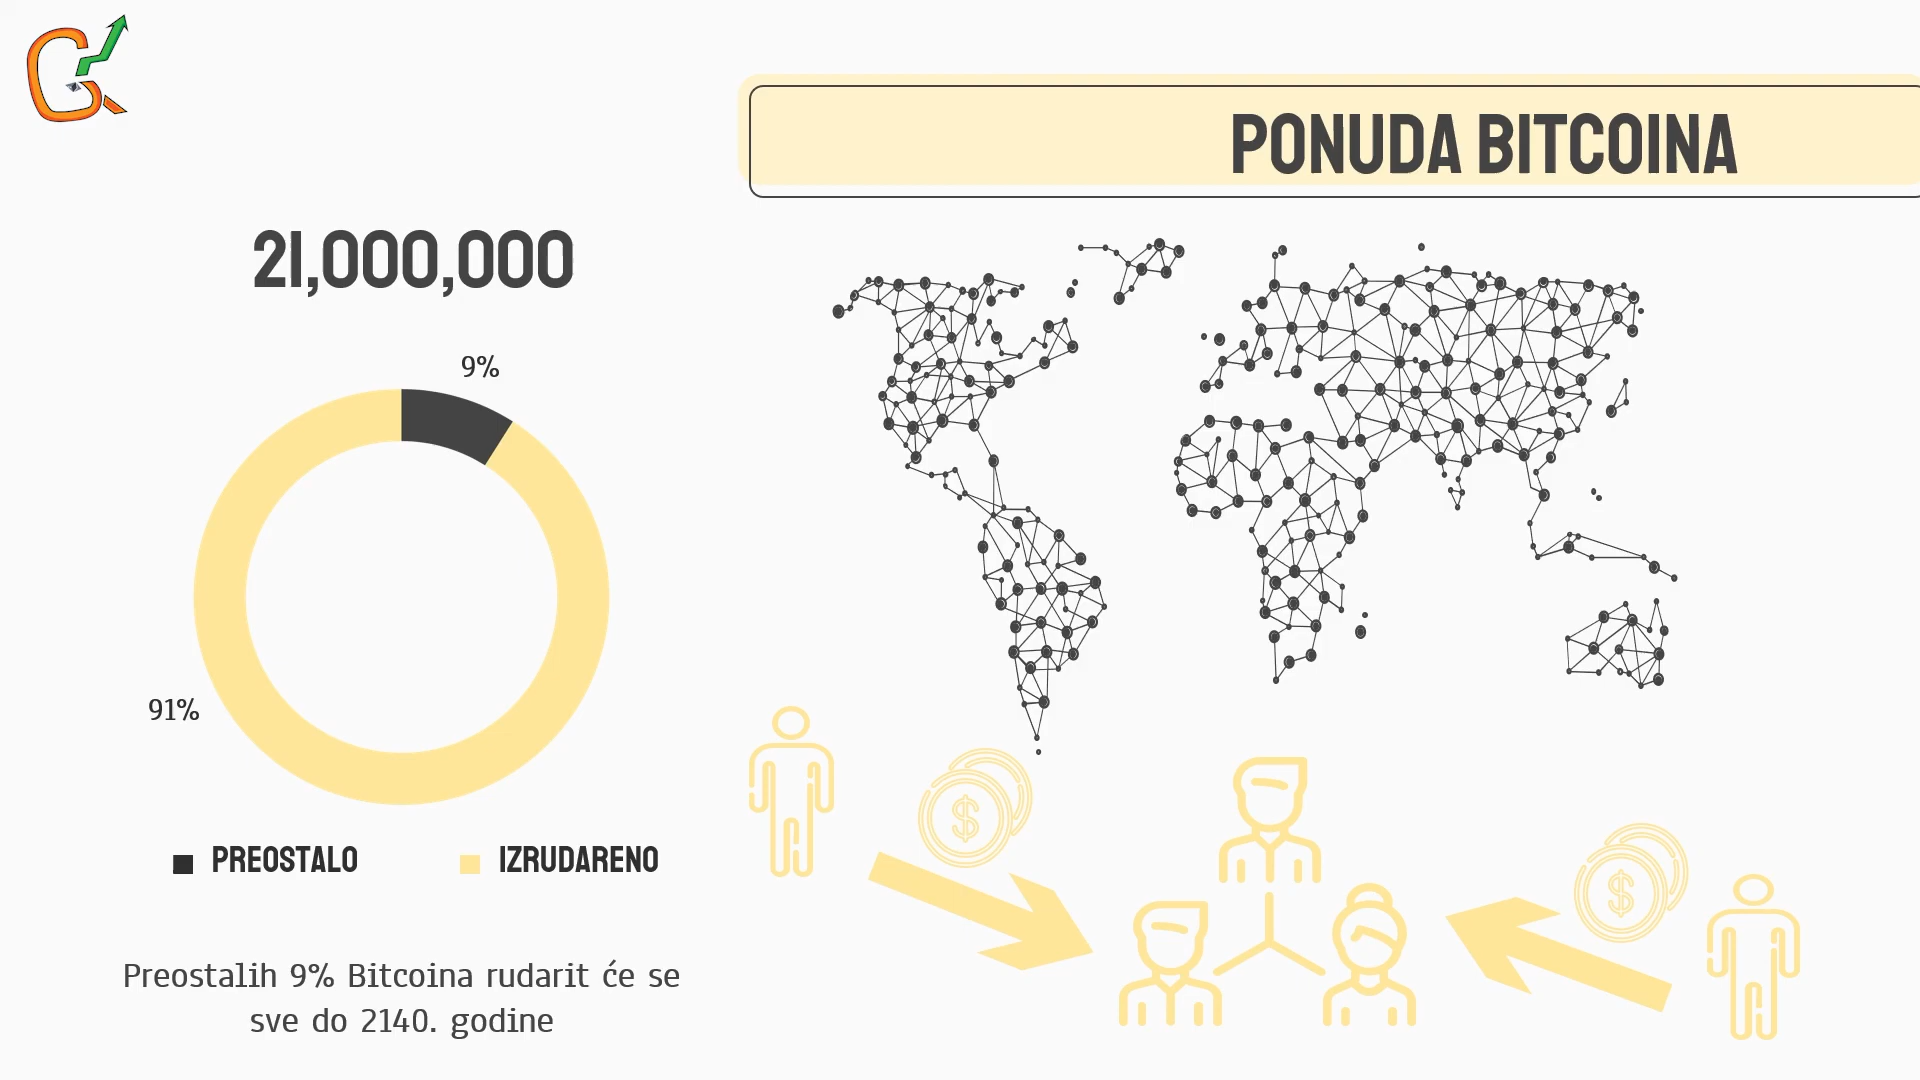 PONUDA BITCOINA
21,000,000
9%
91%
PREOSTALO
IZRUDARENO
Preostalih 9% Bitcoina rudarit će se
sve do 2140. godine
$
$